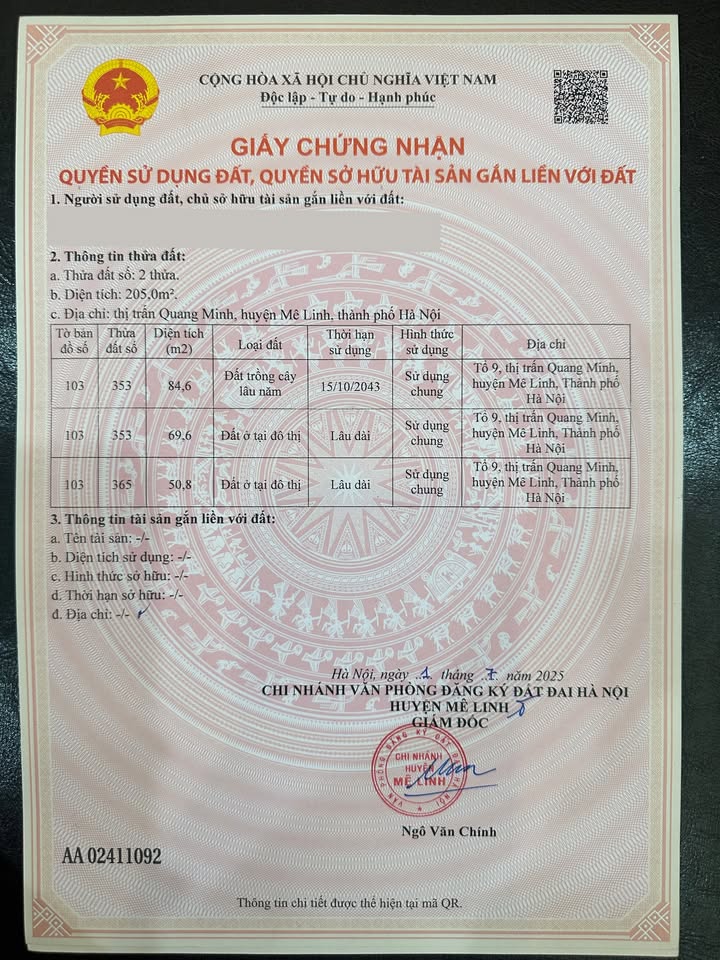 CỘNG HÒA XÃ HỘI CHỦ NGHĨA VIỆT NAM
Độc lập - Tự do - Hạnh phúc
GIẤY CHỨNG NHẬN
QUYỀN SỬ DỤNG ĐẤT, QUYỀN SỞ HỮU TÀI SẢN GẮN LIỀN VỚI ĐẤT
1. Người sử dụng đất, chủ sở hữu tài sản gắn liền với đất:
2. Thông tin thửa đất:
a. Thửa đất số: 2 thửa.
b. Diện tích: 205,0m².
c. Địa chỉ: thị trấn Quang Minh, huyện Mê Linh, thành phố Hà Nội
Tờ bản đồ số Thửa đất số Diện tích (m2) Loại đất Thời hạn sử dụng Hình thức sử dụng Địa chỉ
103 353 84,6 Đất trồng cây lâu năm 15/10/2043 Sử dụng chung Tổ 9, thị trấn Quang Minh, huyện Mê Linh, Thành phố Hà Nội
103 353 69,6 Đất ở tại đô thị Lâu dài Sử dụng chung Tổ 9, thị trấn Quang Minh, huyện Mê Linh, Thành phố Hà Nội
103 365 50,8 Đất ở tại đô thị Lâu dài Sử dụng chung Tổ 9, thị trấn Quang Minh, huyện Mê Linh, Thành phố Hà Nội
3. Thông tin tài sản gắn liền với đất:
a. Tên tài sản: -/-
b. Diện tích sử dụng: -/-
c. Hình thức sở hữu: -/-
d. Thời hạn sở hữu: -/-
đ. Địa chỉ: -/-
Hà Nội, ngày 1 tháng 7 năm 2025
CHI NHÁNH VĂN PHÒNG ĐĂNG KÝ ĐẤT ĐAI HÀ NỘI
HUYỆN MÊ LINH
GIÁM ĐỐC
VĂN PHÒNG ĐĂNG KÝ ĐẤT ĐAI HÀ NỘI
CHI NHÁNH
HUYỆN
MÊ LINH
Ngô Văn Chính
AA 02411092
Thông tin chi tiết được thể hiện tại mã QR.